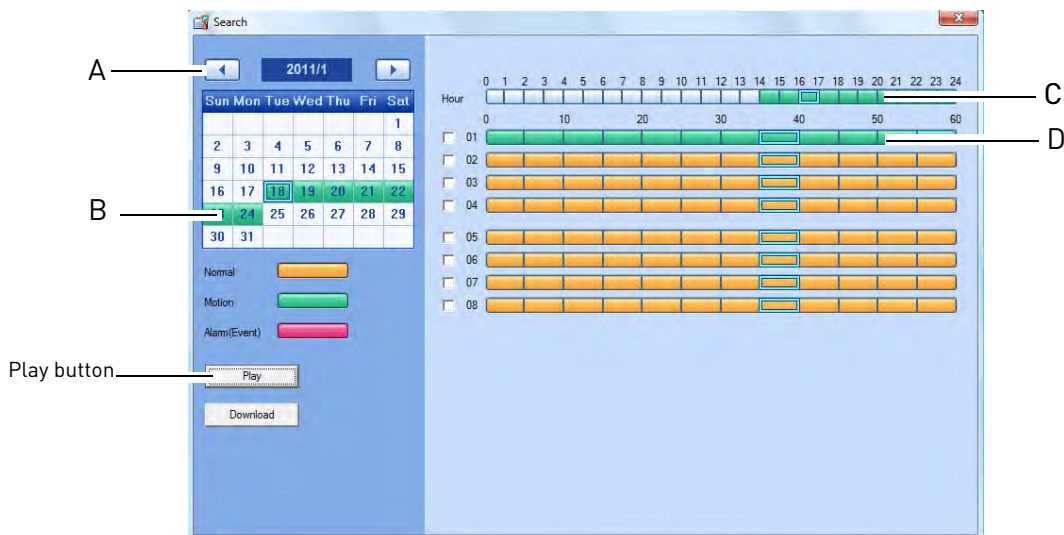 Search
A
2011/1
Sun Mon Tue Wed Thu Fri Sat
1
2 3 4 5 6 7 8
9 10 11 12 13 14 15
16 17 18 19 20 21 22
B
24 25 26 27 28 29
30 31
Normal
Motion
Alarm(Event)
Play button
Play
Download
0 1 2 3 4 5 6 7 8 9 10 11 12 13 14 15 16 17 18 19 20 21 22 23 24
Hour
C
0 10 20 30 40 50 60
01
D
02
03
04
05
06
07
08